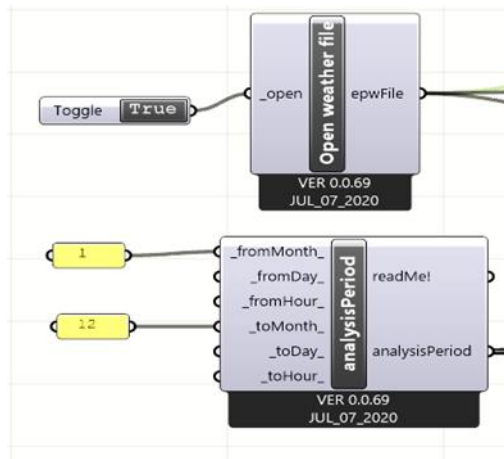 Toggle True
_open
Open weather file
epwFile
VER 0.0.69
JUL_07_2020
1
12
_fromMonth_
_fromDay_
_fromHour_
_toMonth_
_toDay_
_toHour_
analysisPeriod
readMe!
analysisPeriod
VER 0.0.69
JUL_07_2020